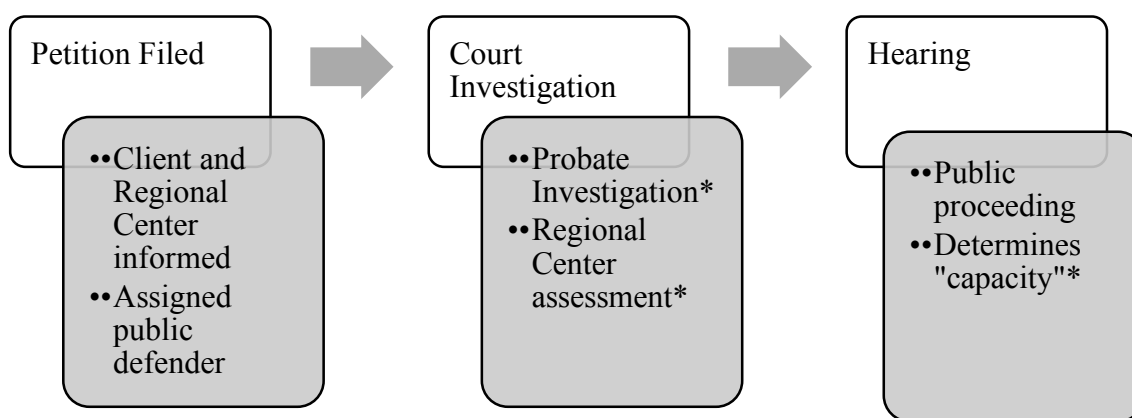 Petition Filed
••Client and
Regional
Center
informed
••Assigned
public
defender
Court
Investigation
••Probate
Investigation*
••Regional
Center
assessment*
Hearing
••Public
proceeding
••Determines
"capacity"*